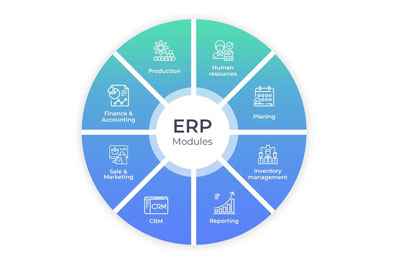 Production
Human
resources
Finance &
Accounting
Planing
ERP
Modules
Sale &
Marketing
Inventory
management
CRM
CRM
Reporting